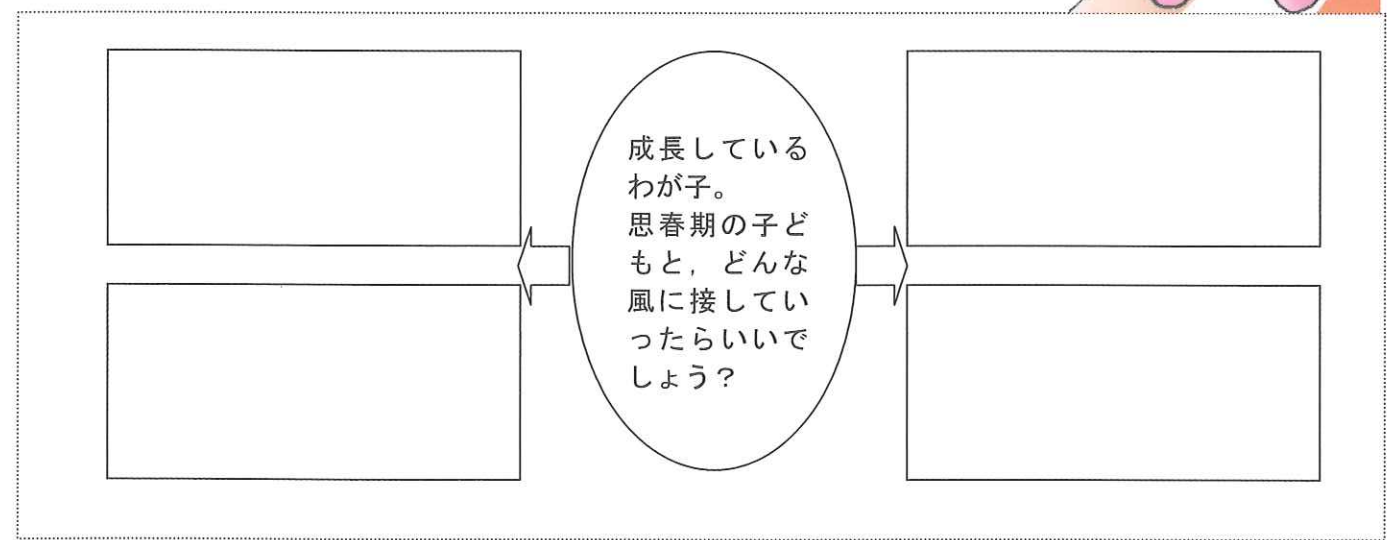 成長している
わが子。
思春期の子ど
もと，どんな
風に接してい
ったらいいで
しょう？